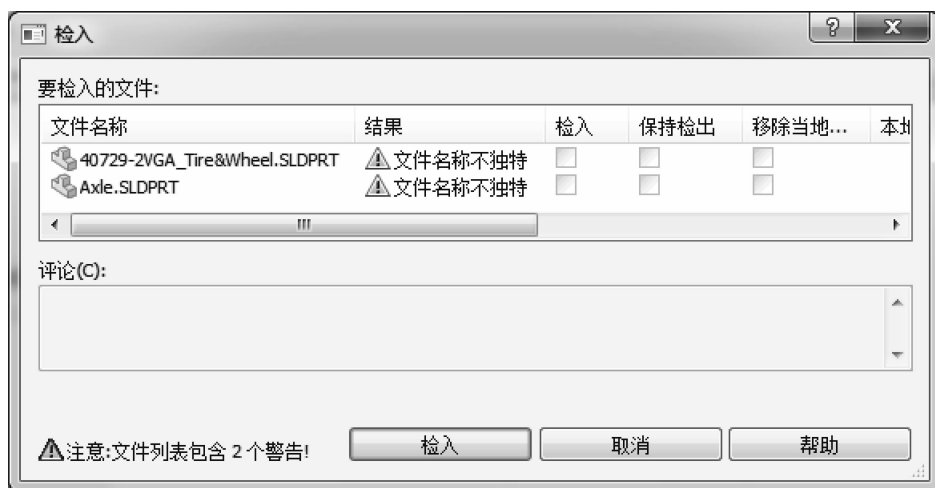 检入
要检入的文件:
文件名称 结果 检入 保持检出 移除当地... 本地
40729-2VGA_Tire&Wheel.SLDPRT 文件名称不独特
Axle.SLDPRT 文件名称不独特
评论(C):
注意:文件列表包含 2 个警告! 检入 取消 帮助